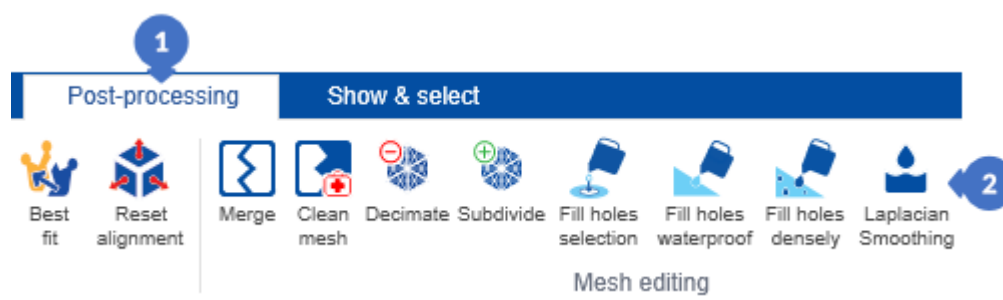 1
Post-processing Show & select
Best Reset Merge Clean Decimate Subdivide Fill holes Fill holes Fill holes Laplacian
fit alignment mesh selection waterproof densely Smoothing
2
Mesh editing